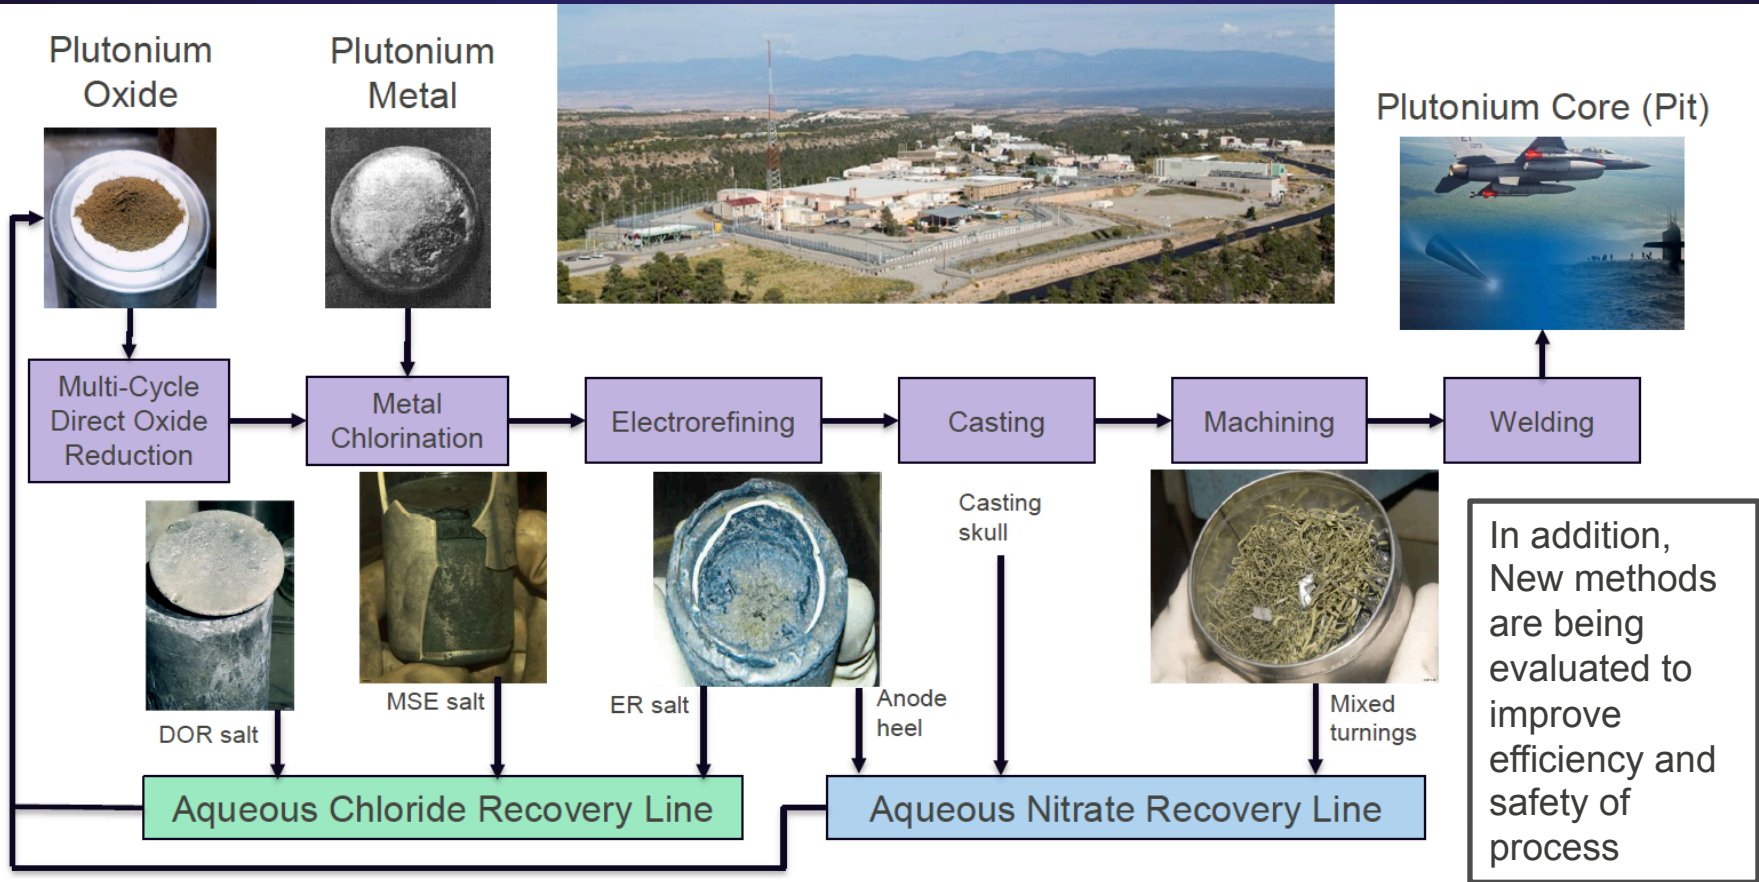 Plutonium
Oxide
Plutonium
Metal
Plutonium Core (Pit)
Multi-Cycle
Direct Oxide
Reduction
Metal
Chlorination
Electrorefining
Casting
Machining
Welding
DOR salt
MSE salt
ER salt
Anode
heel
Casting
skull
Mixed
turnings
In addition,
New methods
are being
evaluated to
improve
efficiency and
safety of
process
Aqueous Chloride Recovery Line
Aqueous Nitrate Recovery Line